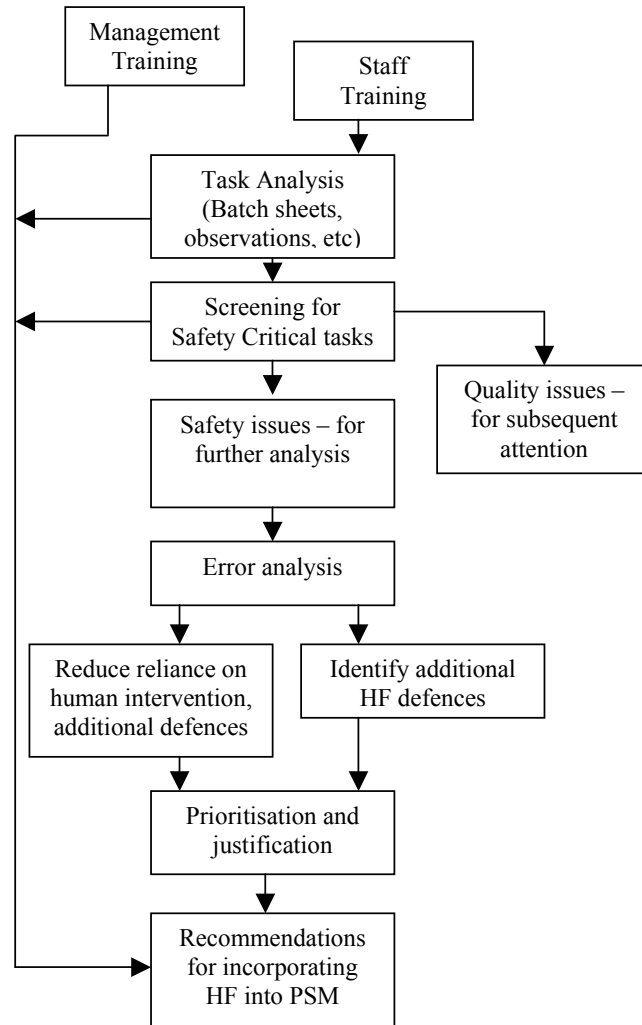 Management
Training
Staff
Training
Task Analysis
(Batch sheets,
observations, etc)
Screening for
Safety Critical tasks
Quality issues –
for subsequent
attention
Safety issues – for
further analysis
Error analysis
Reduce reliance on
human intervention,
additional defences
Identify additional
HF defences
Prioritisation and
justification
Recommendations
for incorporating
HF into PSM